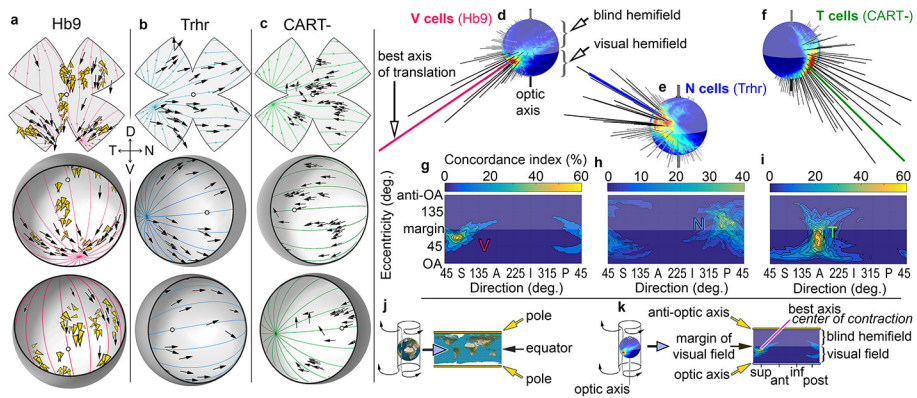 a
Hb9
b
Trhr
c
CART-
D
T
N
V
V cells (Hb9)
d
blind hemifield
visual hemifield
best axis
of
translation
optic
axis
e
N cells (Trhr)
f
T cells (CART-)
g
Concordance index (%)
h
i
0
20
40
60
0
20
40
0
20
40
60
Eccentricity (deg.)
anti-OA
135
margin
45
OA
V
N
T
45 S 135 A 225 I 315 P 45
45 S 135 A 225 I 315 P 45
45 S 135 A 225 I 315 P 45
Direction (deg.)
Direction (deg.)
Direction (deg.)
j
pole
equator
pole
k
anti-optic axis
margin of
visual field
optic axis
optic axis
best axis
center of contraction
blind hemifield
visual field
sup
inf
ant
post